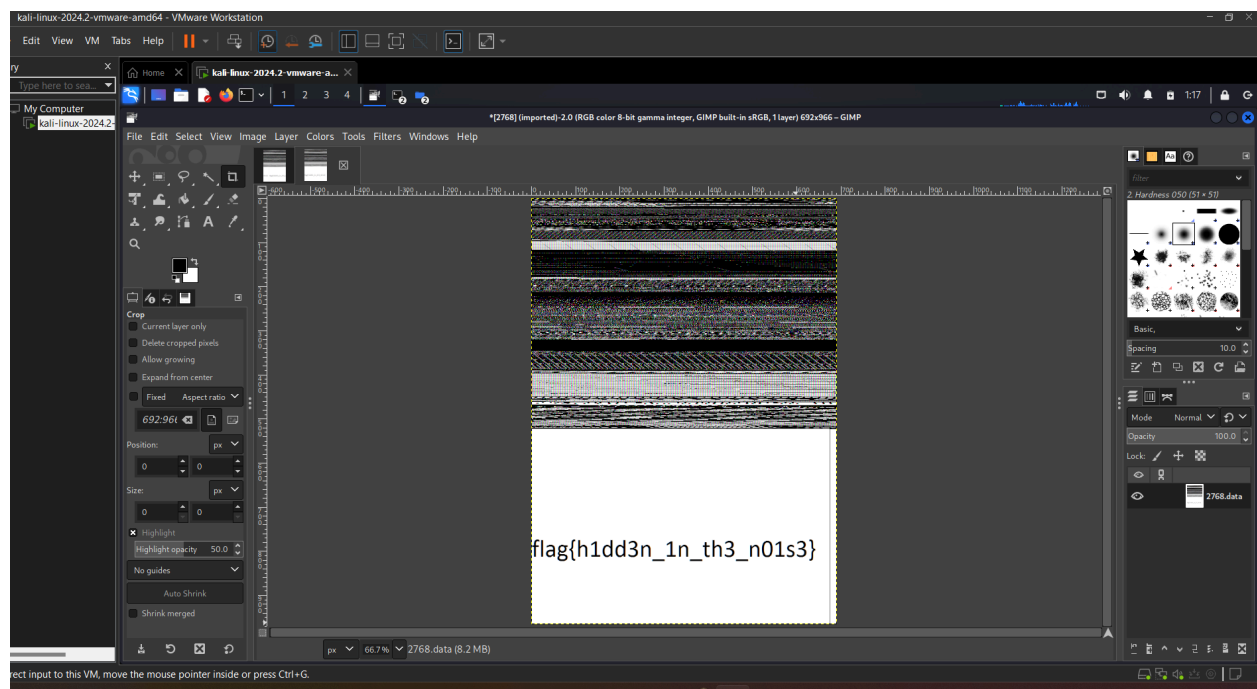 kali-linux-2024.2-vmware-amd64 - VMware Workstation
Edit View VM Tabs Help
ry X
Type here to sea...
Home X kali-linux-2024.2-vmware-a... X
My Computer
kali-linux-2024.2-
1 2 3 4 1:17
*[2768] (imported)-2.0 (RGB color 8-bit gamma integer, GIMP built-in sRGB, 1 layer) 692x966 – GIMP
File Edit Select View Image Layer Colors Tools Filters Windows Help
Filter
2. Hardness 050 (51 × 51)
Crop
Current layer only
Delete cropped pixels
Allow growing
Expand from center
Fixed Aspect ratio
692:966
Position: px
0 0
Size: px
0 0
Highlight
Highlight opacity 50.0
No guides
Auto Shrink
Shrink merged
flag{h1dd3n_1n_th3_n01s3}
Basic,
Spacing 10.0
Mode Normal
Opacity 100.0
Lock:
2768.data
px 66.7% 2768.data (8.2 MB)
rect input to this VM, move the mouse pointer inside or press Ctrl+G.